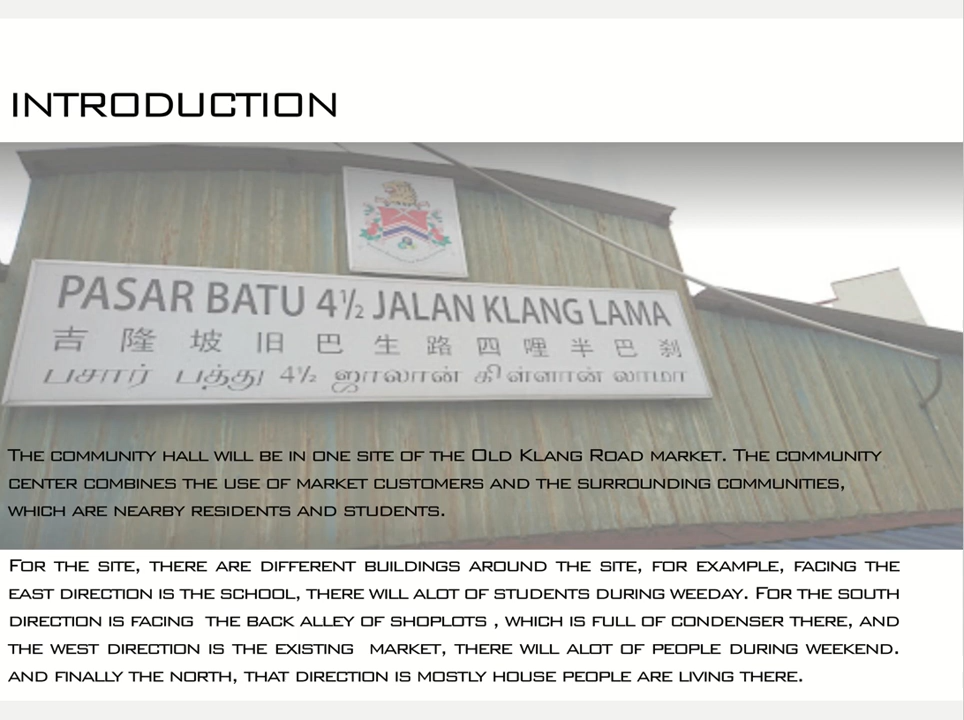 INTRODUCTION
PASAR BATU 4½ JALAN KLANG LAMA
吉隆坡旧巴生路四哩半巴刹
பசார் பத்து 4½ ஜாலான் கிள்ளான் லாமா
The community hall will be in one site of the Old Klang Road market. The community
center combines the use of market customers and the surrounding communities,
which are nearby residents and students.
For the site, there are different buildings around the site, for example, facing the
east direction is the school, there will alot of students during weeday. For the south
direction is facing  the back alley of shoplots , which is full of condenser there, and
the west direction is the existing  market, there will alot of people during weekend.
and finally the north, that direction is mostly house people are living there.